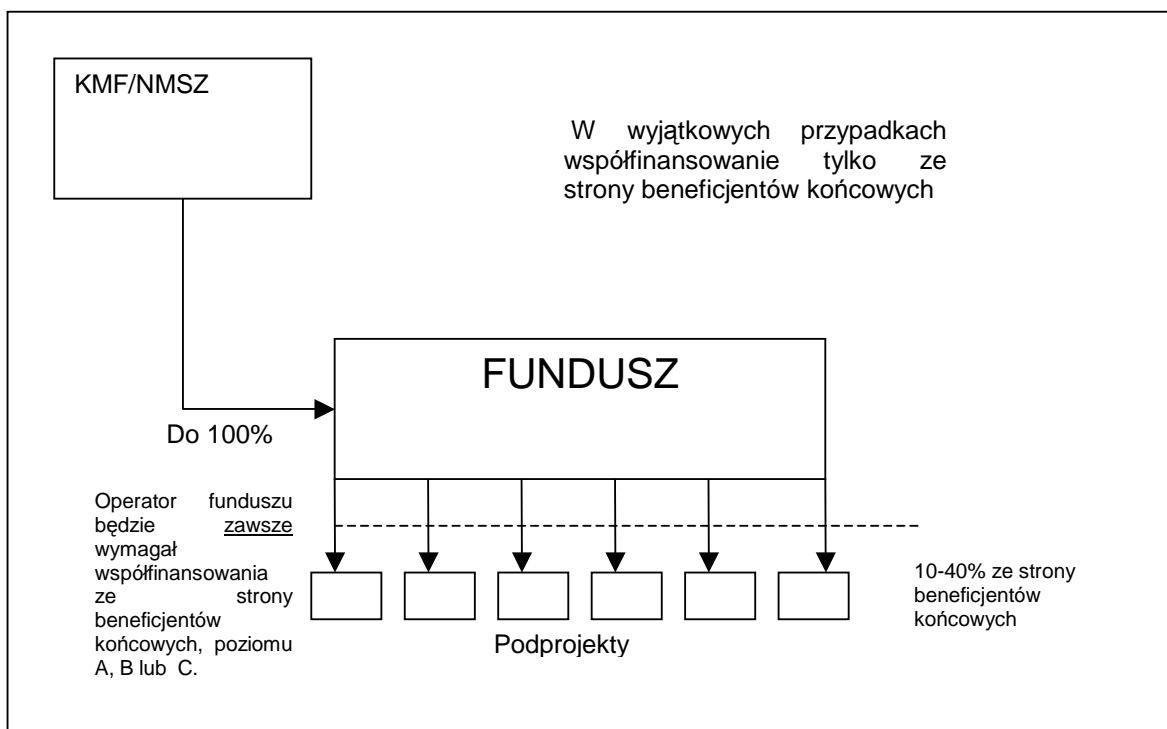 KMF/NMSZ
W wyjątkowych przypadkach
współfinansowanie tylko ze
strony beneficjentów końcowych
FUNDUSZ
Do 100%
Operator funduszu
będzie zawsze
wymagał
współfinansowania
ze strony
beneficjentów
końcowych, poziomu
A, B lub C.
10-40% ze strony
beneficjentów
końcowych
Podprojekty